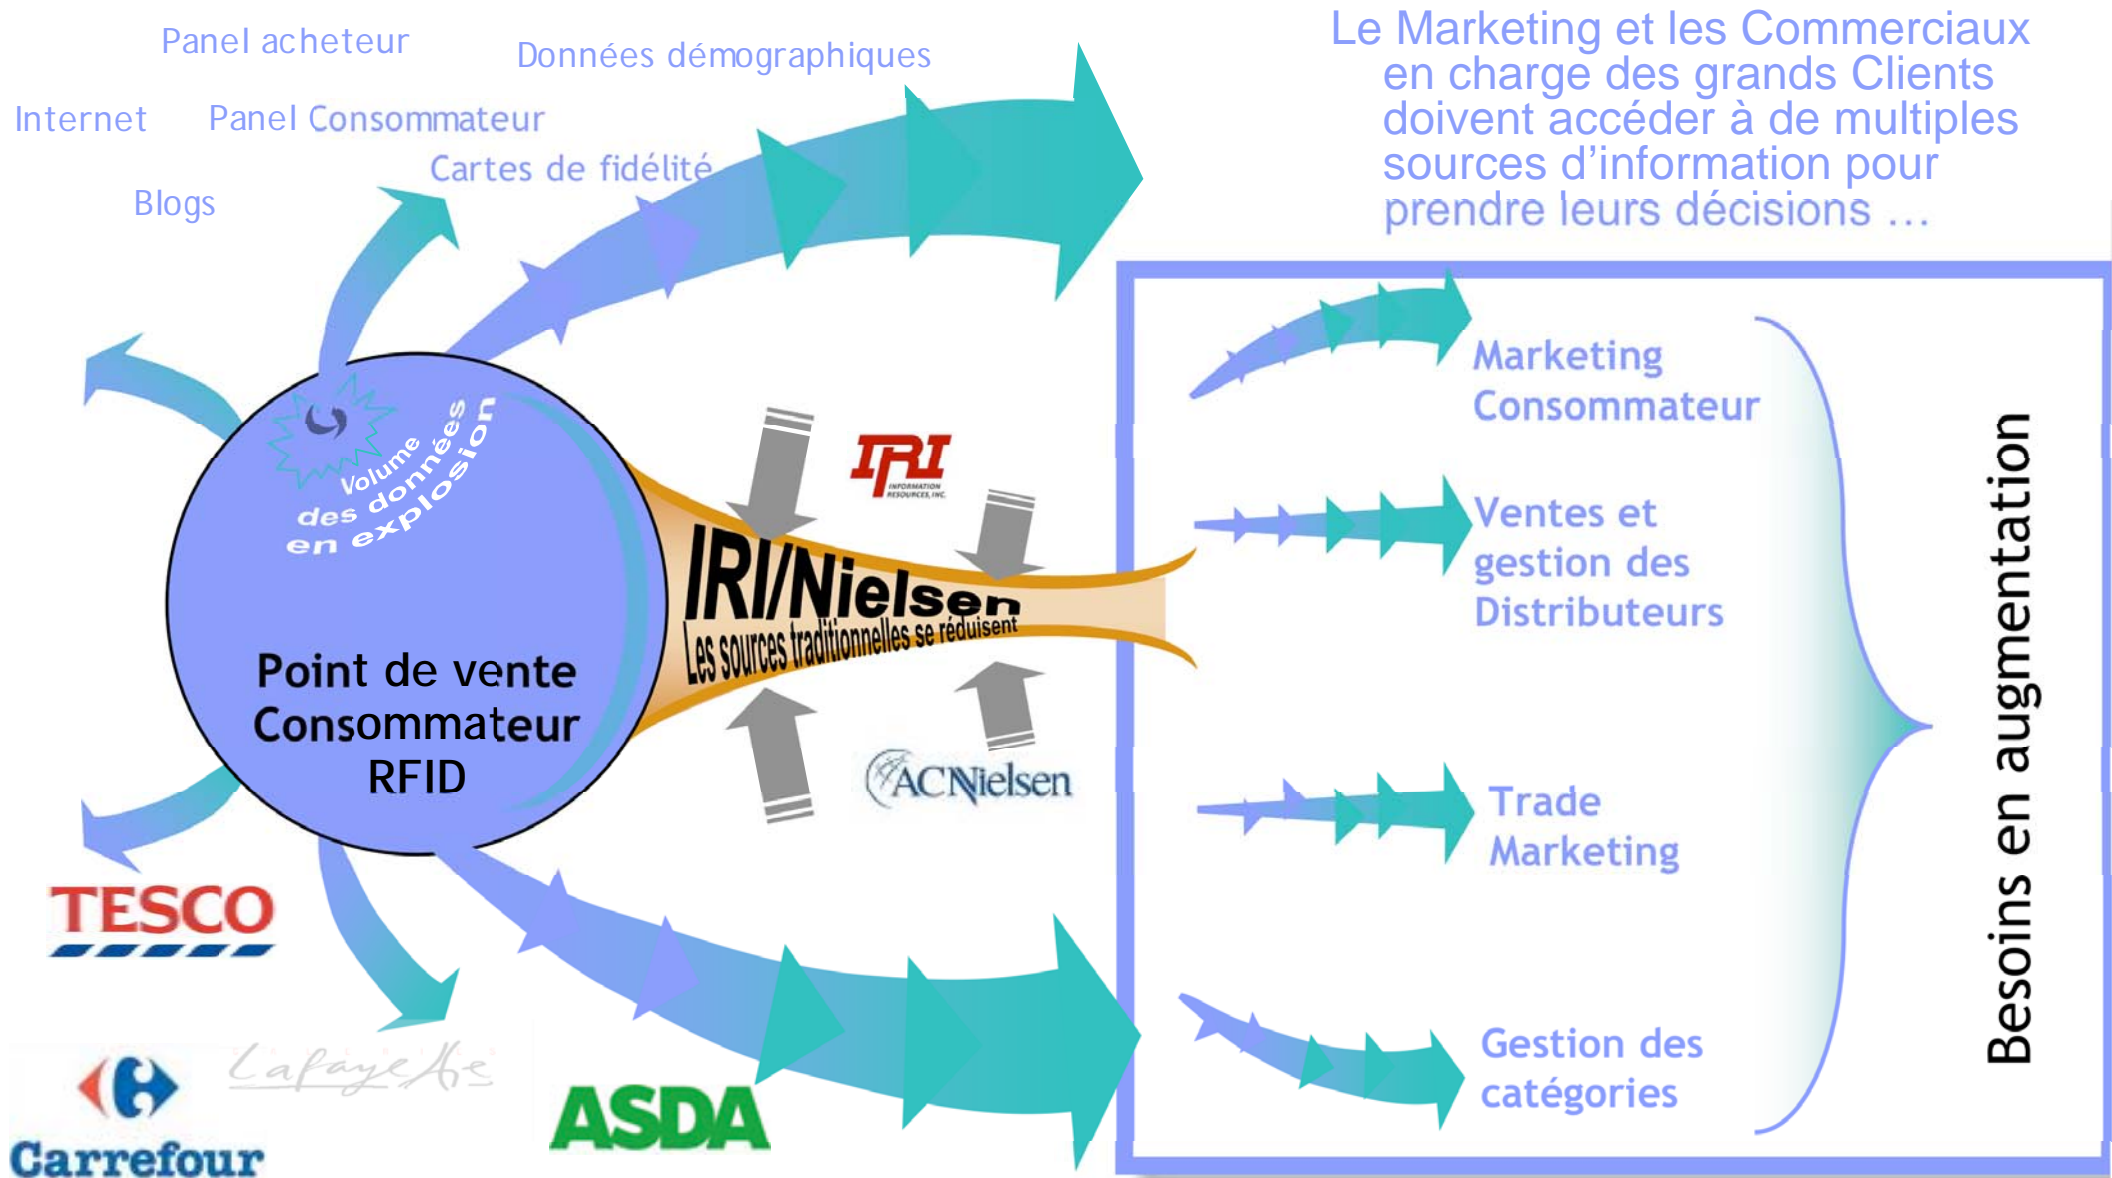 Panel acheteur
Données démographiques
Internet
Panel Consommateur
Cartes de fidélité
Blogs
Le Marketing et les Commerciaux
en charge des grands Clients
doivent accéder à de multiples
sources d'information pour
prendre leurs décisions ...
Volume
des données
en explosion
Point de vente
Consommateur
RFID
IRI
INFORMATION
RESOURCES, INC.
IRI/Nielsen
Les sources traditionnelles se réduisent
ACNielsen
Marketing
Consommateur
Ventes et
gestion des
Distributeurs
Trade
Marketing
Gestion des
catégories
Besoins en augmentation
TESCO
Lafayette
Carrefour
ASDA